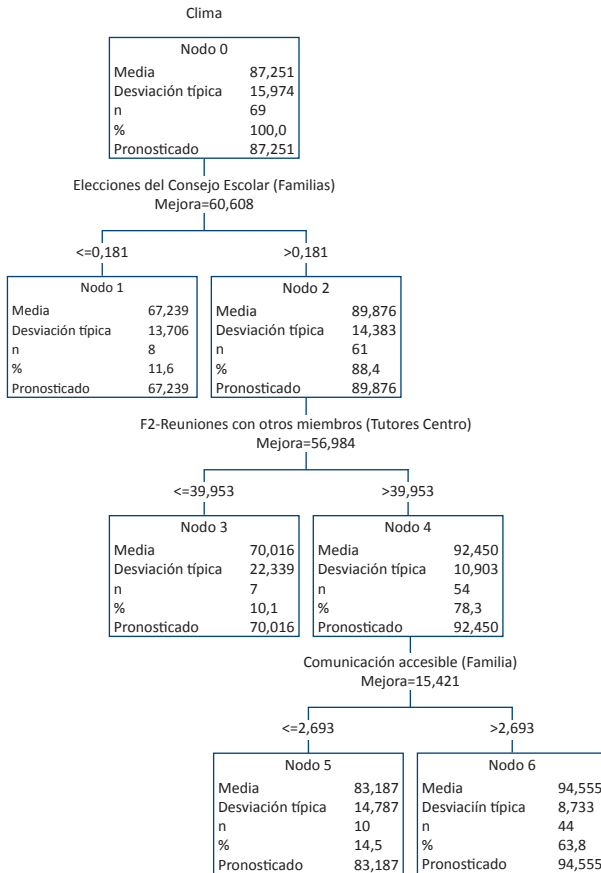 Clima
Nodo 0
Media 87,251
Desviación típica 15,974
n 69
% 100,0
Pronosticado 87,251
Elecciones del Consejo Escolar (Familias)
Mejora=60,608
<=0,181
>0,181
Nodo 1
Media 67,239
Desviación típica 13,706
n 8
% 11,6
Pronosticado 67,239
Nodo 2
Media 89,876
Desviación típica 14,383
n 61
% 88,4
Pronosticado 89,876
F2-Reuniones con otros miembros (Tutores Centro)
Mejora=56,984
<=39,953
>39,953
Nodo 3
Media 70,016
Desviación típica 22,339
n 7
% 10,1
Pronosticado 70,016
Nodo 4
Media 92,450
Desviación típica 10,903
n 54
% 78,3
Pronosticado 92,450
Comunicación accesible (Familia)
Mejora=15,421
<=2,693
>2,693
Nodo 5
Media 83,187
Desviación típica 14,787
n 10
% 14,5
Pronosticado 83,187
Nodo 6
Media 94,555
Desviaciín típica 8,733
n 44
% 63,8
Pronosticado 94,555